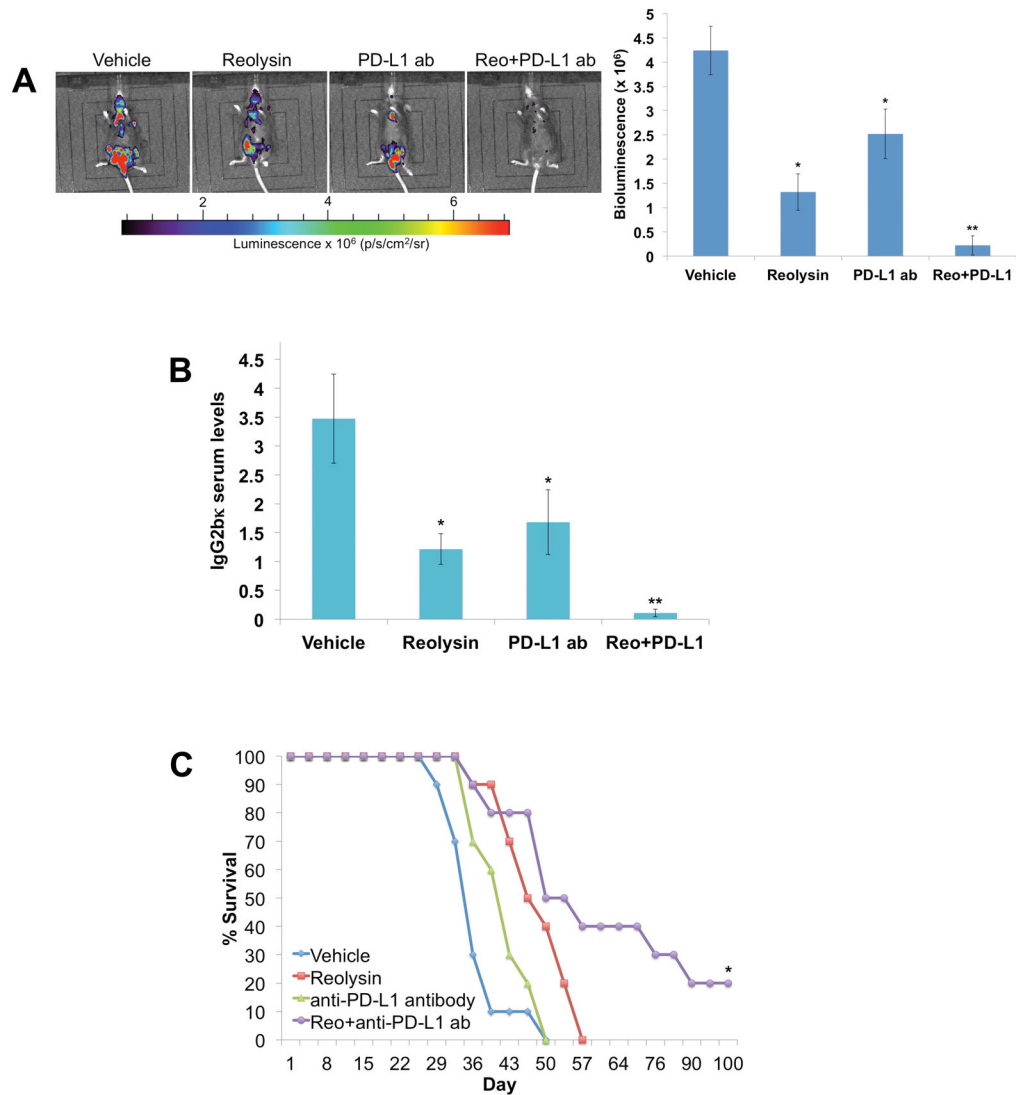 A
Vehicle
Reolysin
PD-L1 ab
Reo+PD-L1 ab
2
4
6
Luminescence x 10⁶ (p/s/cm²/sr)
Bioluminescence (x 10⁶)
5
4.5
4
3.5
3
2.5
2
1.5
1
0.5
0
*
*
**
Vehicle
Reolysin
PD-L1 ab
Reo+PD-L1
B
IgG2bκ serum levels
4.5
4
3.5
3
2.5
2
1.5
1
0.5
0
*
*
**
Vehicle
Reolysin
PD-L1 ab
Reo+PD-L1
C
% Survival
100
90
80
70
60
50
40
30
20
10
0
*
Vehicle
Reolysin
anti-PD-L1 antibody
Reo+anti-PD-L1 ab
1 8 15 22 29 36 43 50 57 64 76 90 100
Day